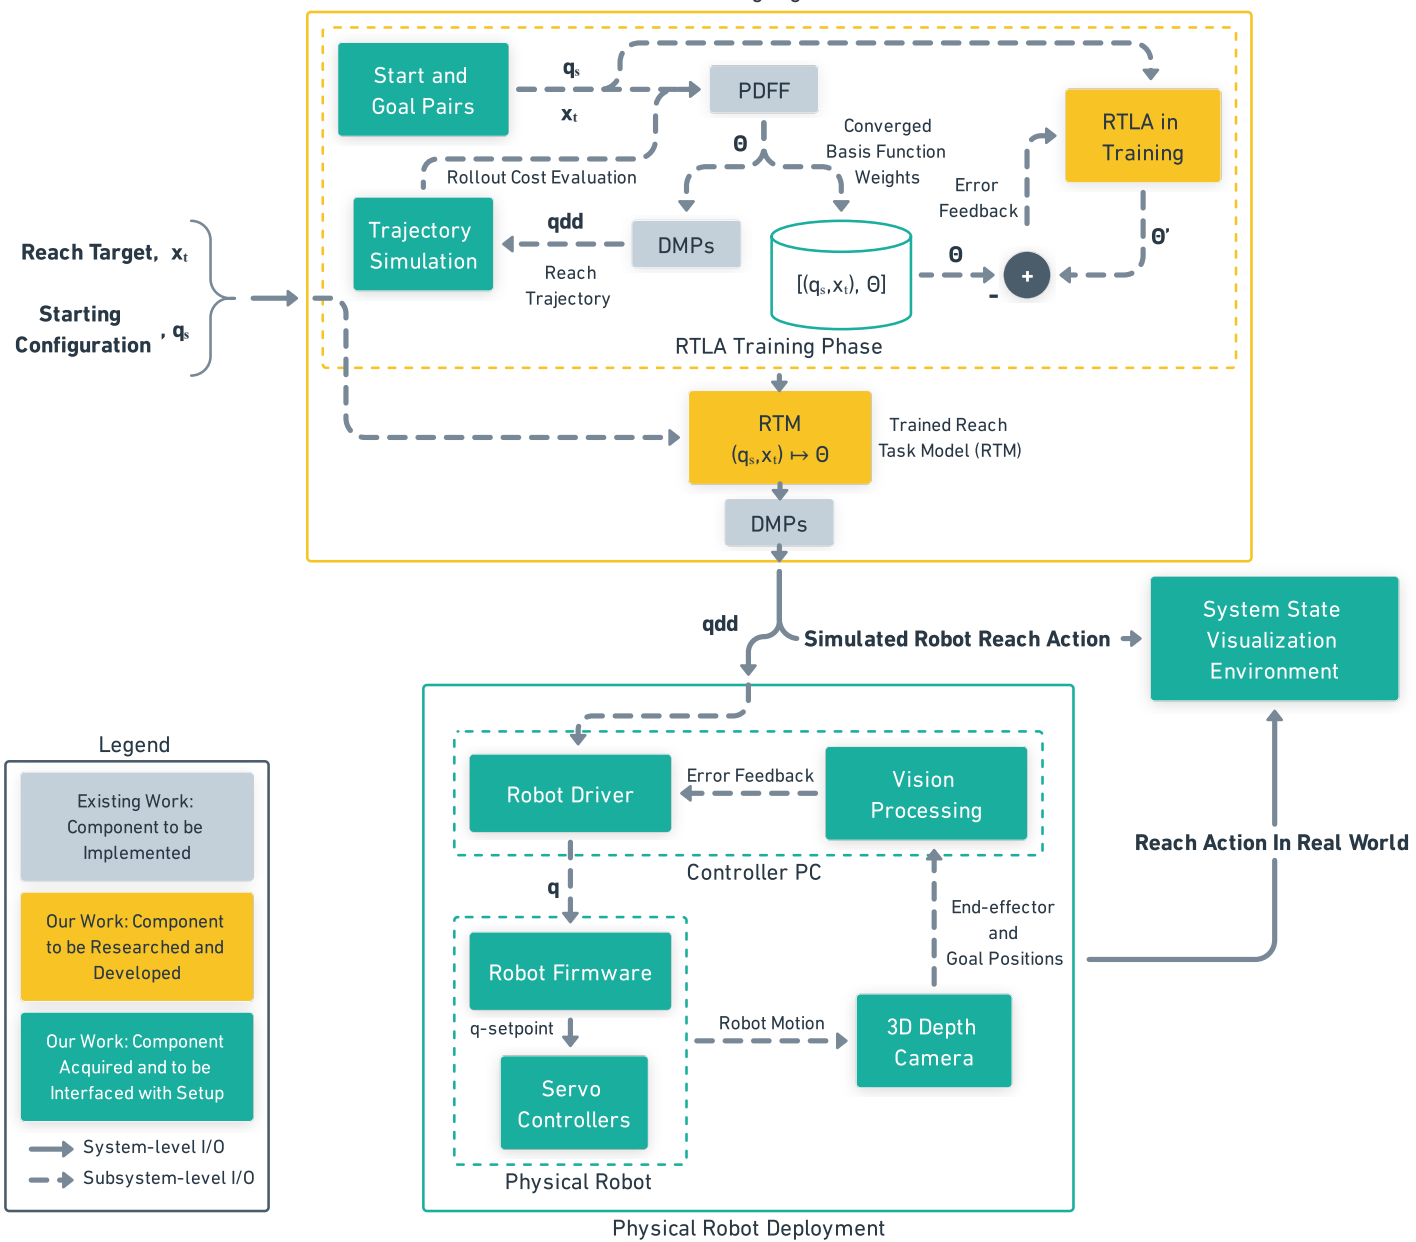 Start and
Goal Pairs
qₛ
xₜ
PDFF
RTLA in
Training
Rollout Cost Evaluation
Θ
Converged
Basis Function
Weights
Error
Feedback
Trajectory
Simulation
qdd
Reach
Trajectory
DMPs
[(qₛ,xₜ), Θ]
Θ
-
+
Θ’
RTLA Training Phase
Reach Target, xₜ
Starting
Configuration , qₛ
RTM
(qₛ,xₜ) ↦ Θ
Trained Reach
Task Model (RTM)
DMPs
qdd
Simulated Robot Reach Action
System State
Visualization
Environment
Robot Driver
Error Feedback
Vision
Processing
Controller PC
q
Robot Firmware
q-setpoint
Servo
Controllers
Physical Robot
Robot Motion
3D Depth
Camera
End-effector
and
Goal Positions
Reach Action In Real World
Physical Robot Deployment
Legend
Existing Work:
Component to be
Implemented
Our Work: Component
to be Researched and
Developed
Our Work: Component
Acquired and to be
Interfaced with Setup
System-level I/O
Subsystem-level I/O